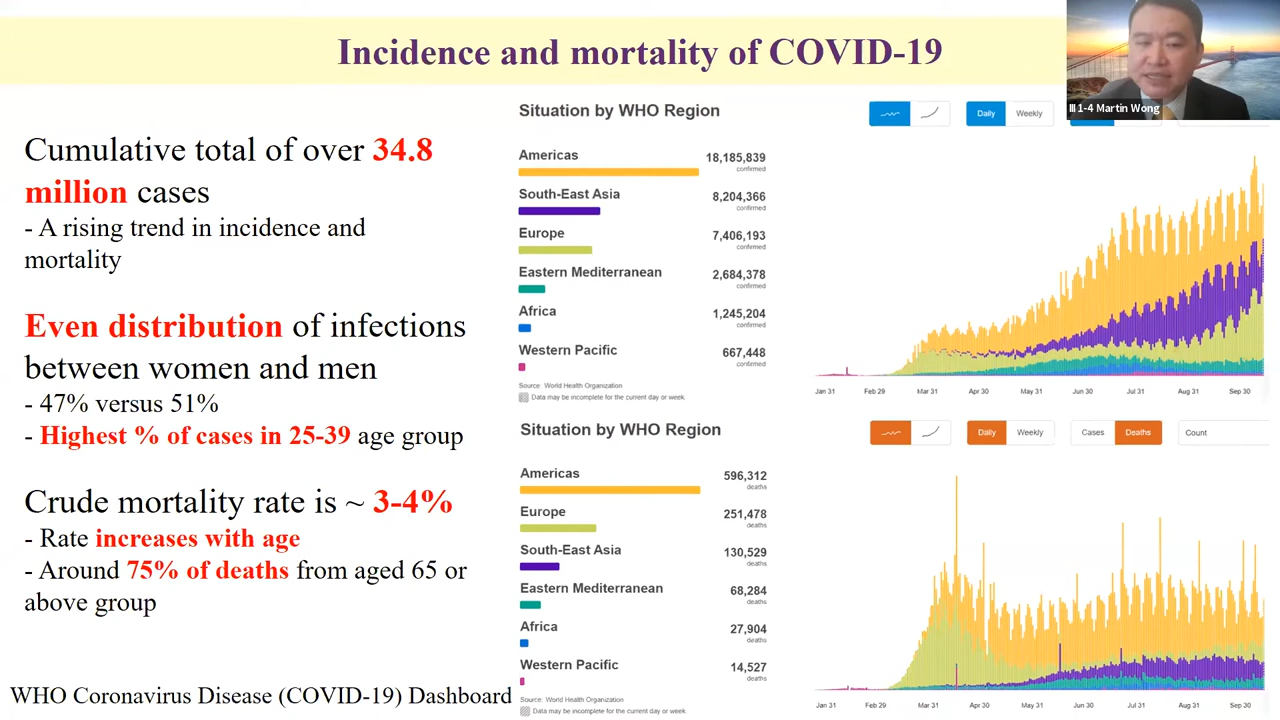 Incidence and mortality of COVID-19
III 1-4 Martin Wong
Cumulative total of over 34.8
million cases
- A rising trend in incidence and
mortality
Even distribution of infections
between women and men
- 47% versus 51%
- Highest % of cases in 25-39 age group
Crude mortality rate is ~ 3-4%
- Rate increases with age
- Around 75% of deaths from aged 65 or
above group
WHO Coronavirus Disease (COVID-19) Dashboard
Situation by WHO Region
Daily Weekly
Americas 18,185,839
confirmed
South-East Asia 8,204,366
confirmed
Europe 7,406,193
confirmed
Eastern Mediterranean 2,684,378
confirmed
Africa 1,245,204
confirmed
Western Pacific 667,448
confirmed
Source: World Health Organization
Data may be incomplete for the current day or week.
Jan 31 Feb 29 Mar 31 Apr 30 May 31 Jun 30 Jul 31 Aug 31 Sep 30
Situation by WHO Region
Daily Weekly Cases Deaths Count
Americas 596,312
deaths
Europe 251,478
deaths
South-East Asia 130,529
deaths
Eastern Mediterranean 68,284
deaths
Africa 27,904
deaths
Western Pacific 14,527
deaths
Source: World Health Organization
Data may be incomplete for the current day or week.
Jan 31 Feb 29 Mar 31 Apr 30 May 31 Jun 30 Jul 31 Aug 31 Sep 30